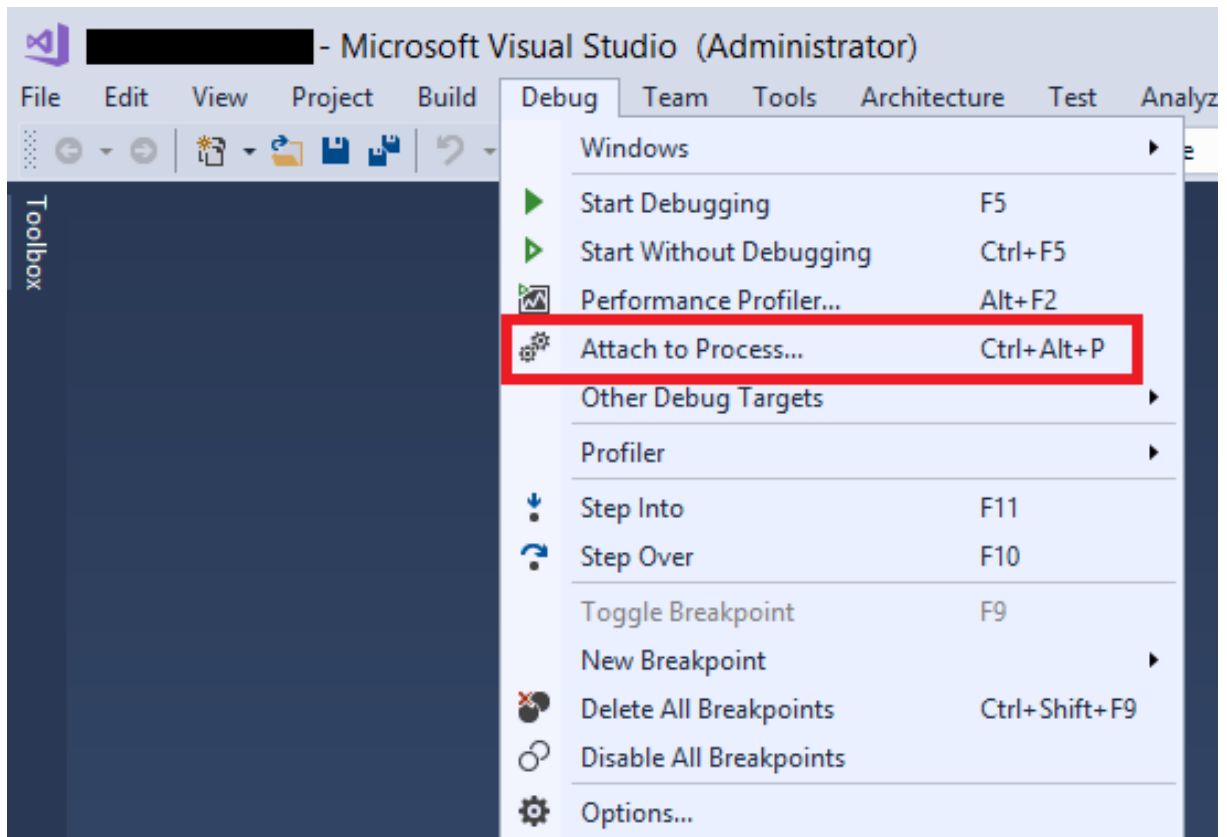 - Microsoft Visual Studio (Administrator)
File Edit View Project Build Debug Team Tools Architecture Test Analyz
Windows
e
Toolbox
Start Debugging F5
Start Without Debugging Ctrl+F5
Performance Profiler... Alt+F2
Attach to Process... Ctrl+Alt+P
Other Debug Targets
Profiler
Step Into F11
Step Over F10
Toggle Breakpoint F9
New Breakpoint
Delete All Breakpoints Ctrl+Shift+F9
Disable All Breakpoints
Options...